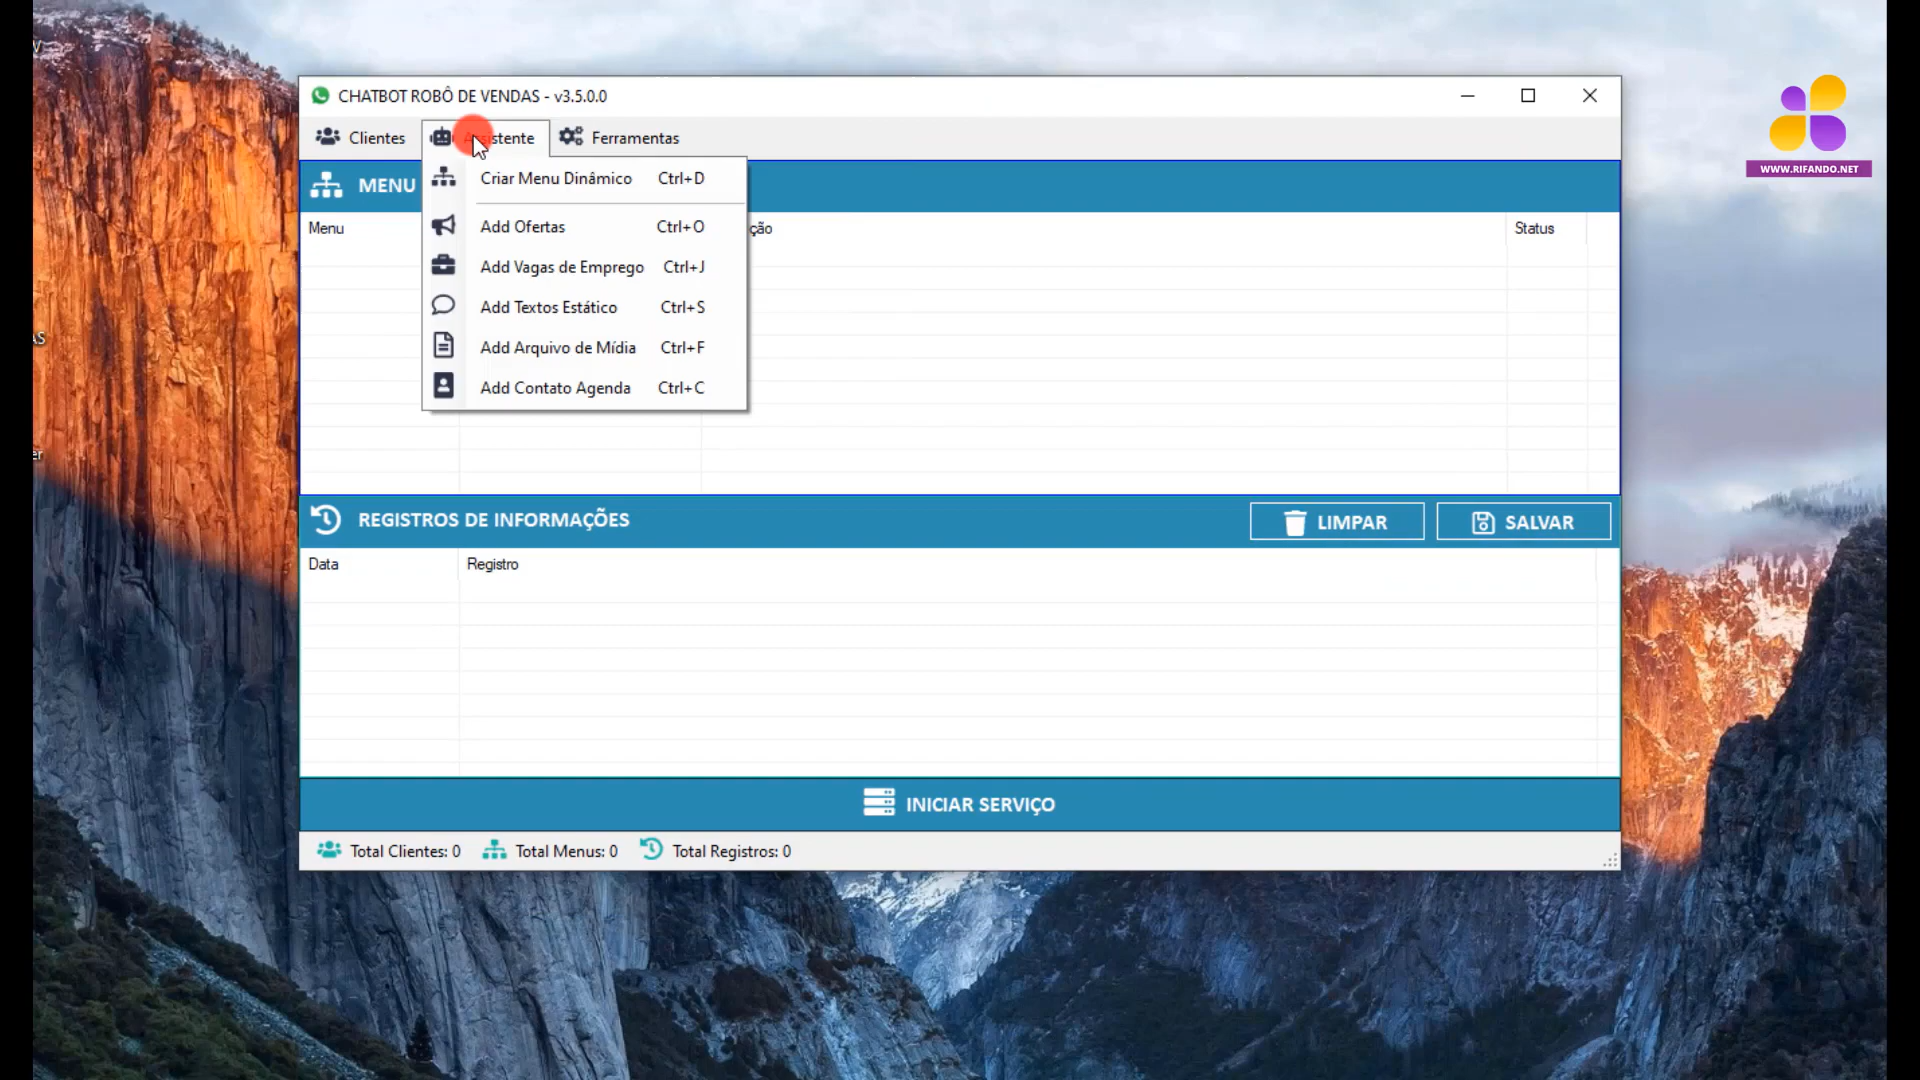 CHATBOT ROBÔ DE VENDAS - v3.5.0.0
Clientes
Assistente
Ferramentas
WWW.RIFANDO.NET
MENU
Criar Menu Dinâmico Ctrl+D
Add Ofertas Ctrl+O
Add Vagas de Emprego Ctrl+J
Add Textos Estático Ctrl+S
Add Arquivo de Mídia Ctrl+F
Add Contato Agenda Ctrl+C
Menu
ção
Status
REGISTROS DE INFORMAÇÕES
LIMPAR
SALVAR
Data
Registro
INICIAR SERVIÇO
Total Clientes: 0
Total Menus: 0
Total Registros: 0